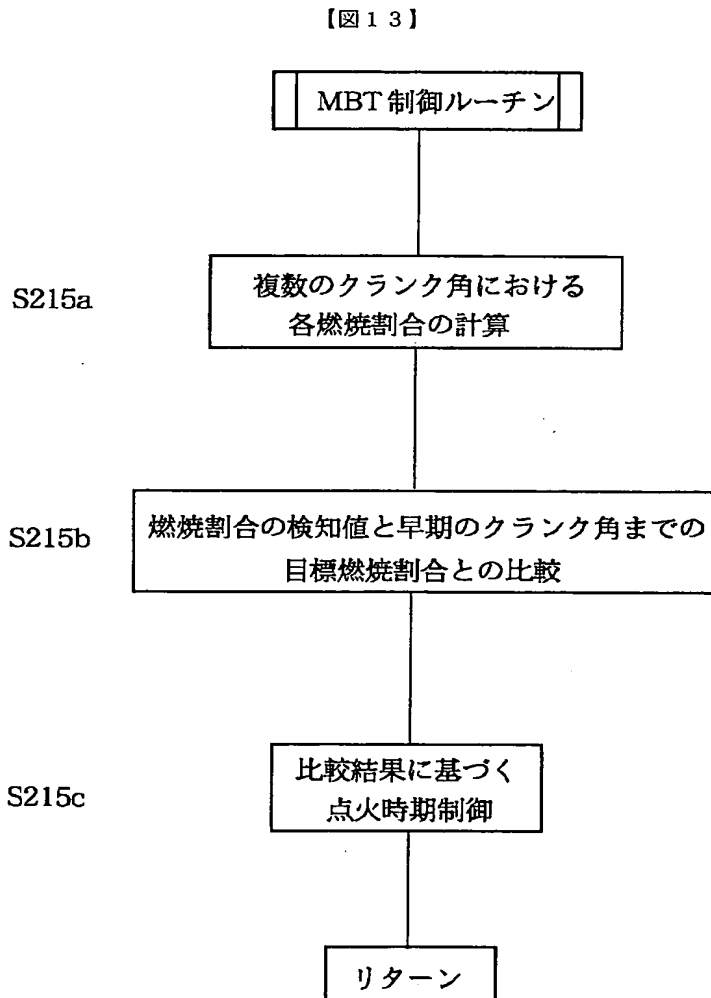 【図１３】
MBT 制御ルーチン
S215a
複数のクランク角における
各燃焼割合の計算
S215b
燃焼割合の検知値と早期のクランク角までの
目標燃焼割合との比較
S215c
比較結果に基づく
点火時期制御
リターン